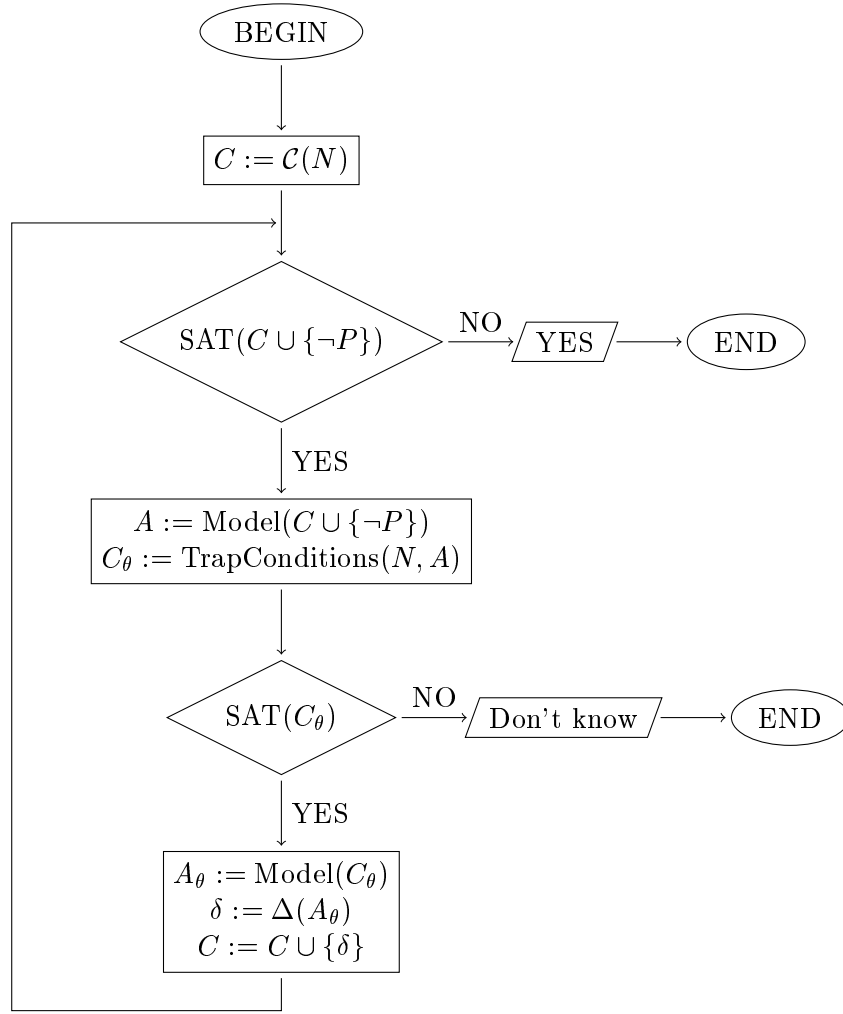 BEGIN
C := 𝒞(N)
SAT(C ∪ {¬P})
NO
YES
END
YES
A := Model(C ∪ {¬P})
C_θ := TrapConditions(N, A)
SAT(C_θ)
NO
Don't know
END
YES
A_θ := Model(C_θ)
δ := Δ(A_θ)
C := C ∪ {δ}